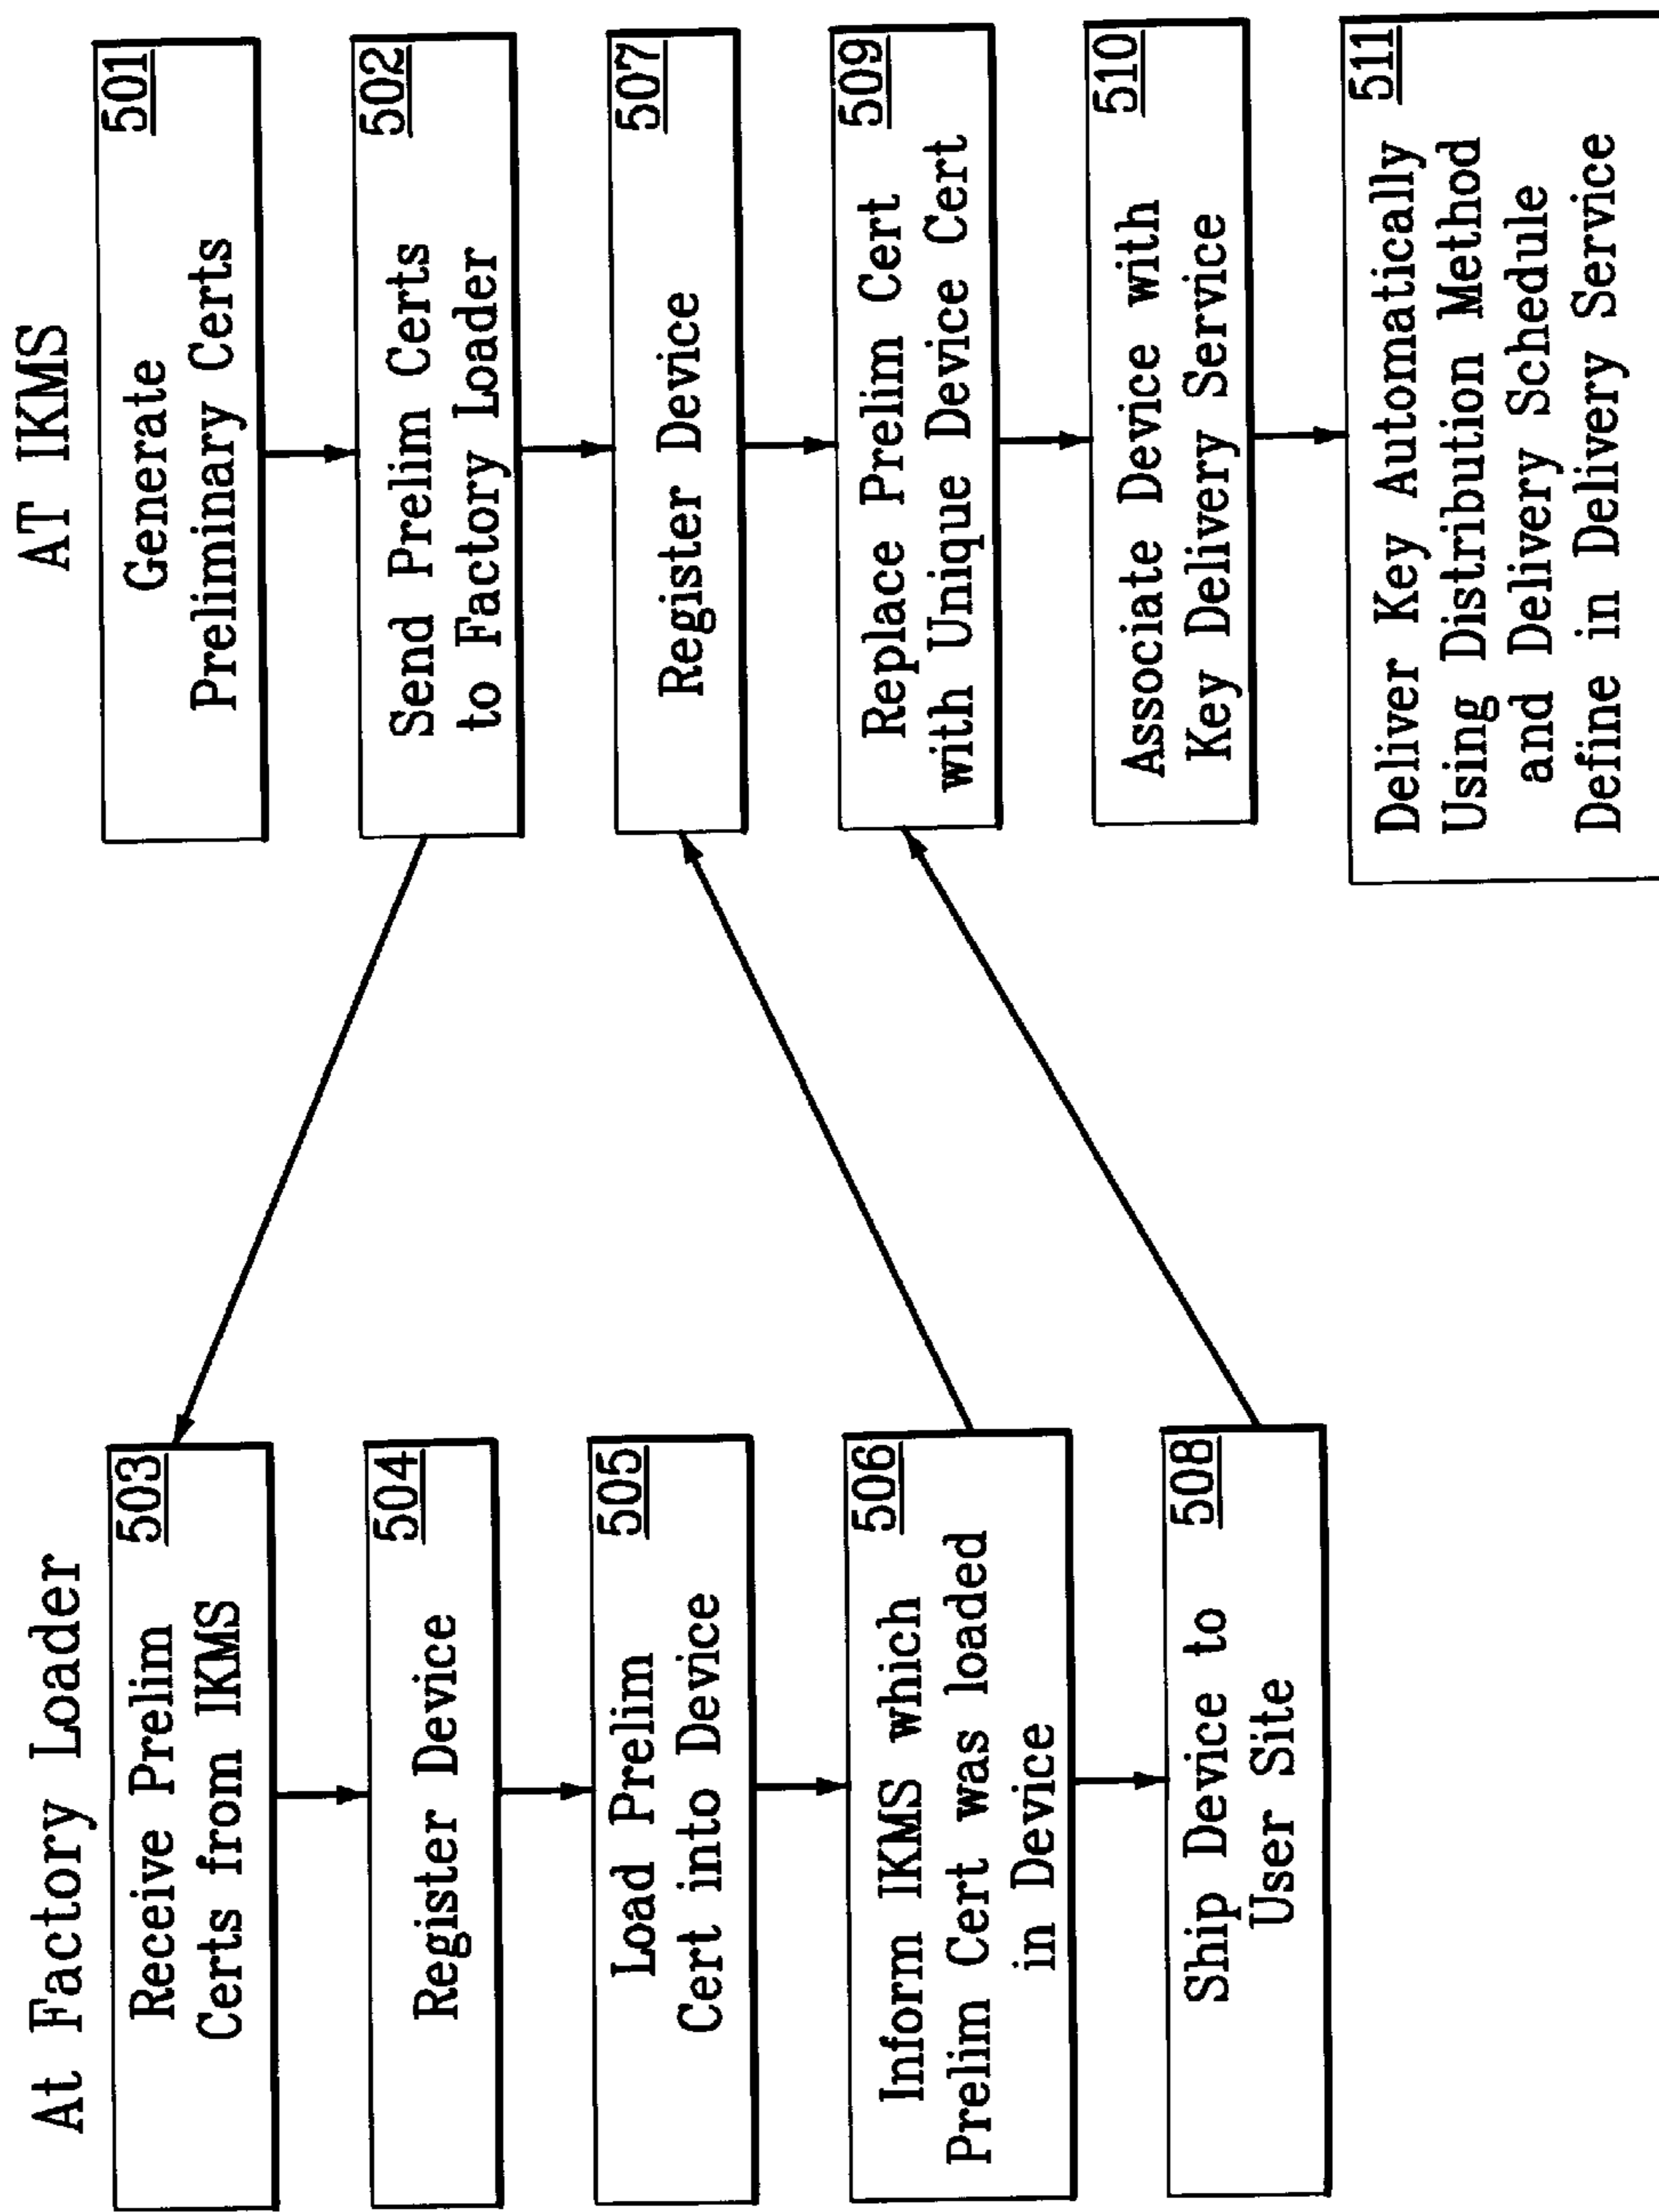 At Factory Loader
503
Receive Prelim
Certs from IKMS
504
Register Device
505
Load Prelim
Cert into Device
506
Inform IKMS which
Prelim Cert was loaded
in Device
508
Ship Device to
User Site
AT IKMS
501
Generate
Preliminary Certs
502
Send Prelim Certs
to Factory Loader
507
Register Device
509
Replace Prelim Cert
with Unique Device Cert
510
Associate Device with
Key Delivery Service
511
Deliver Key Automatically
Using Distribution Method
and Delivery Schedule
Define in Delivery Service